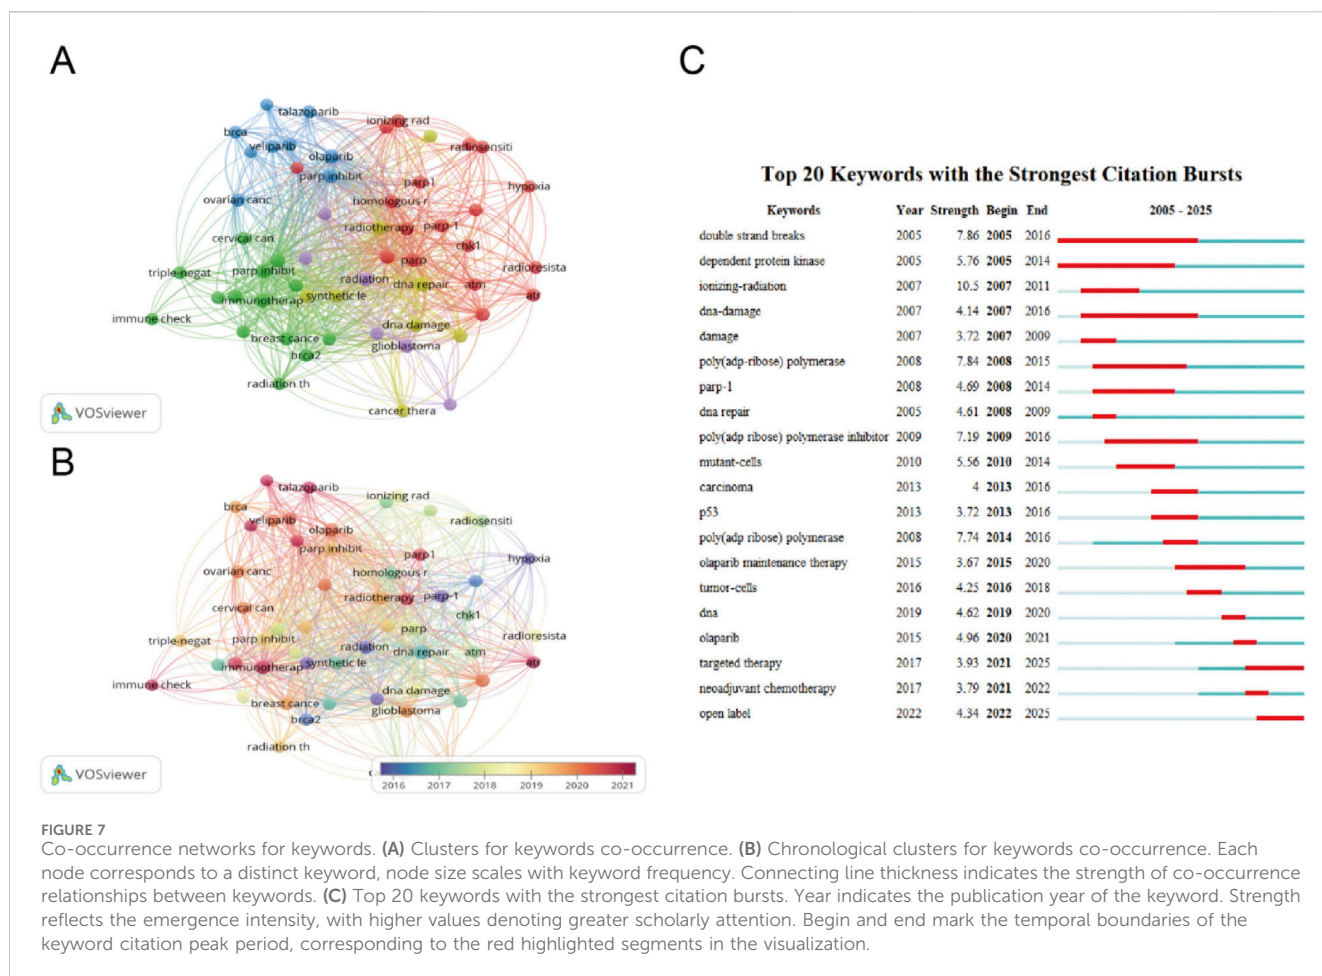 A
talazoparib
ionizing rad
brca
veliparib
radiosensiti
olaparib
parp inhibit
parp1
hypoxia
ovarian canc
homologous r
radiotherapy
parp-1
cervical can
chk1
triple-negat
parp inhibit
parp
radioresista
radiation
dna repair
atm
immunotherap
synthetic le
atr
immune check
dna damage
breast cance
glioblastoma
brca2
radiation th
cancer thera
VOSviewer
B
talazoparib
ionizing rad
brca
veliparib
radiosensiti
olaparib
parp inhibit
parp1
hypoxia
ovarian canc
homologous r
radiotherapy
parp-1
cervical can
chk1
triple-negat
parp inhibit
parp
radioresista
radiation
dna repair
atm
immunotherap
synthetic le
atr
immune check
dna damage
breast cance
glioblastoma
brca2
radiation th
VOSviewer
2016 2017 2018 2019 2020 2021
C
Top 20 Keywords with the Strongest Citation Bursts
Keywords Year Strength Begin End 2005 - 2025
double strand breaks 2005 7.86 2005 2016
dependent protein kinase 2005 5.76 2005 2014
ionizing-radiation 2007 10.5 2007 2011
dna-damage 2007 4.14 2007 2016
damage 2007 3.72 2007 2009
poly(adp-ribose) polymerase 2008 7.84 2008 2015
parp-1 2008 4.69 2008 2014
dna repair 2005 4.61 2008 2009
poly(adp ribose) polymerase inhibitor 2009 7.19 2009 2016
mutant-cells 2010 5.56 2010 2014
carcinoma 2013 4 2013 2016
p53 2013 3.72 2013 2016
poly(adp ribose) polymerase 2008 7.74 2014 2016
olaparib maintenance therapy 2015 3.67 2015 2020
tumor-cells 2016 4.25 2016 2018
dna 2019 4.62 2019 2020
olaparib 2015 4.96 2020 2021
targeted therapy 2017 3.93 2021 2025
neoadjuvant chemotherapy 2017 3.79 2021 2022
open label 2022 4.34 2022 2025
FIGURE 7
Co-occurrence networks for keywords. (A) Clusters for keywords co-occurrence. (B) Chronological clusters for keywords co-occurrence. Each
node corresponds to a distinct keyword, node size scales with keyword frequency. Connecting line thickness indicates the strength of co-occurrence
relationships between keywords. (C) Top 20 keywords with the strongest citation bursts. Year indicates the publication year of the keyword. Strength
reflects the emergence intensity, with higher values denoting greater scholarly attention. Begin and end mark the temporal boundaries of the
keyword citation peak period, corresponding to the red highlighted segments in the visualization.